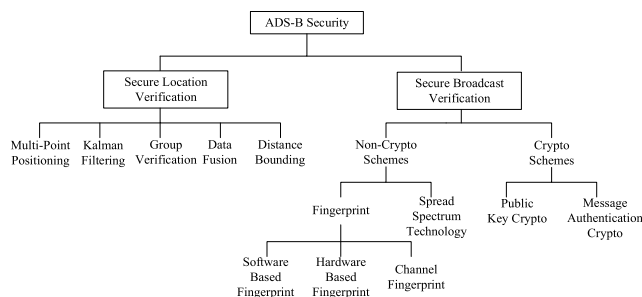 ADS-B Security
Secure Location
Verification
Secure Broadcast
Verification
Multi-Point
Positioning
Kalman
Filtering
Group
Verification
Data
Fusion
Distance
Bounding
Non-Crypto
Schemes
Crypto
Schemes
Fingerprint
Spread
Spectrum
Technology
Public
Key Crypto
Message
Authentication
Crypto
Software
Based
Fingerprint
Hardware
Based
Fingerprint
Channel
Fingerprint